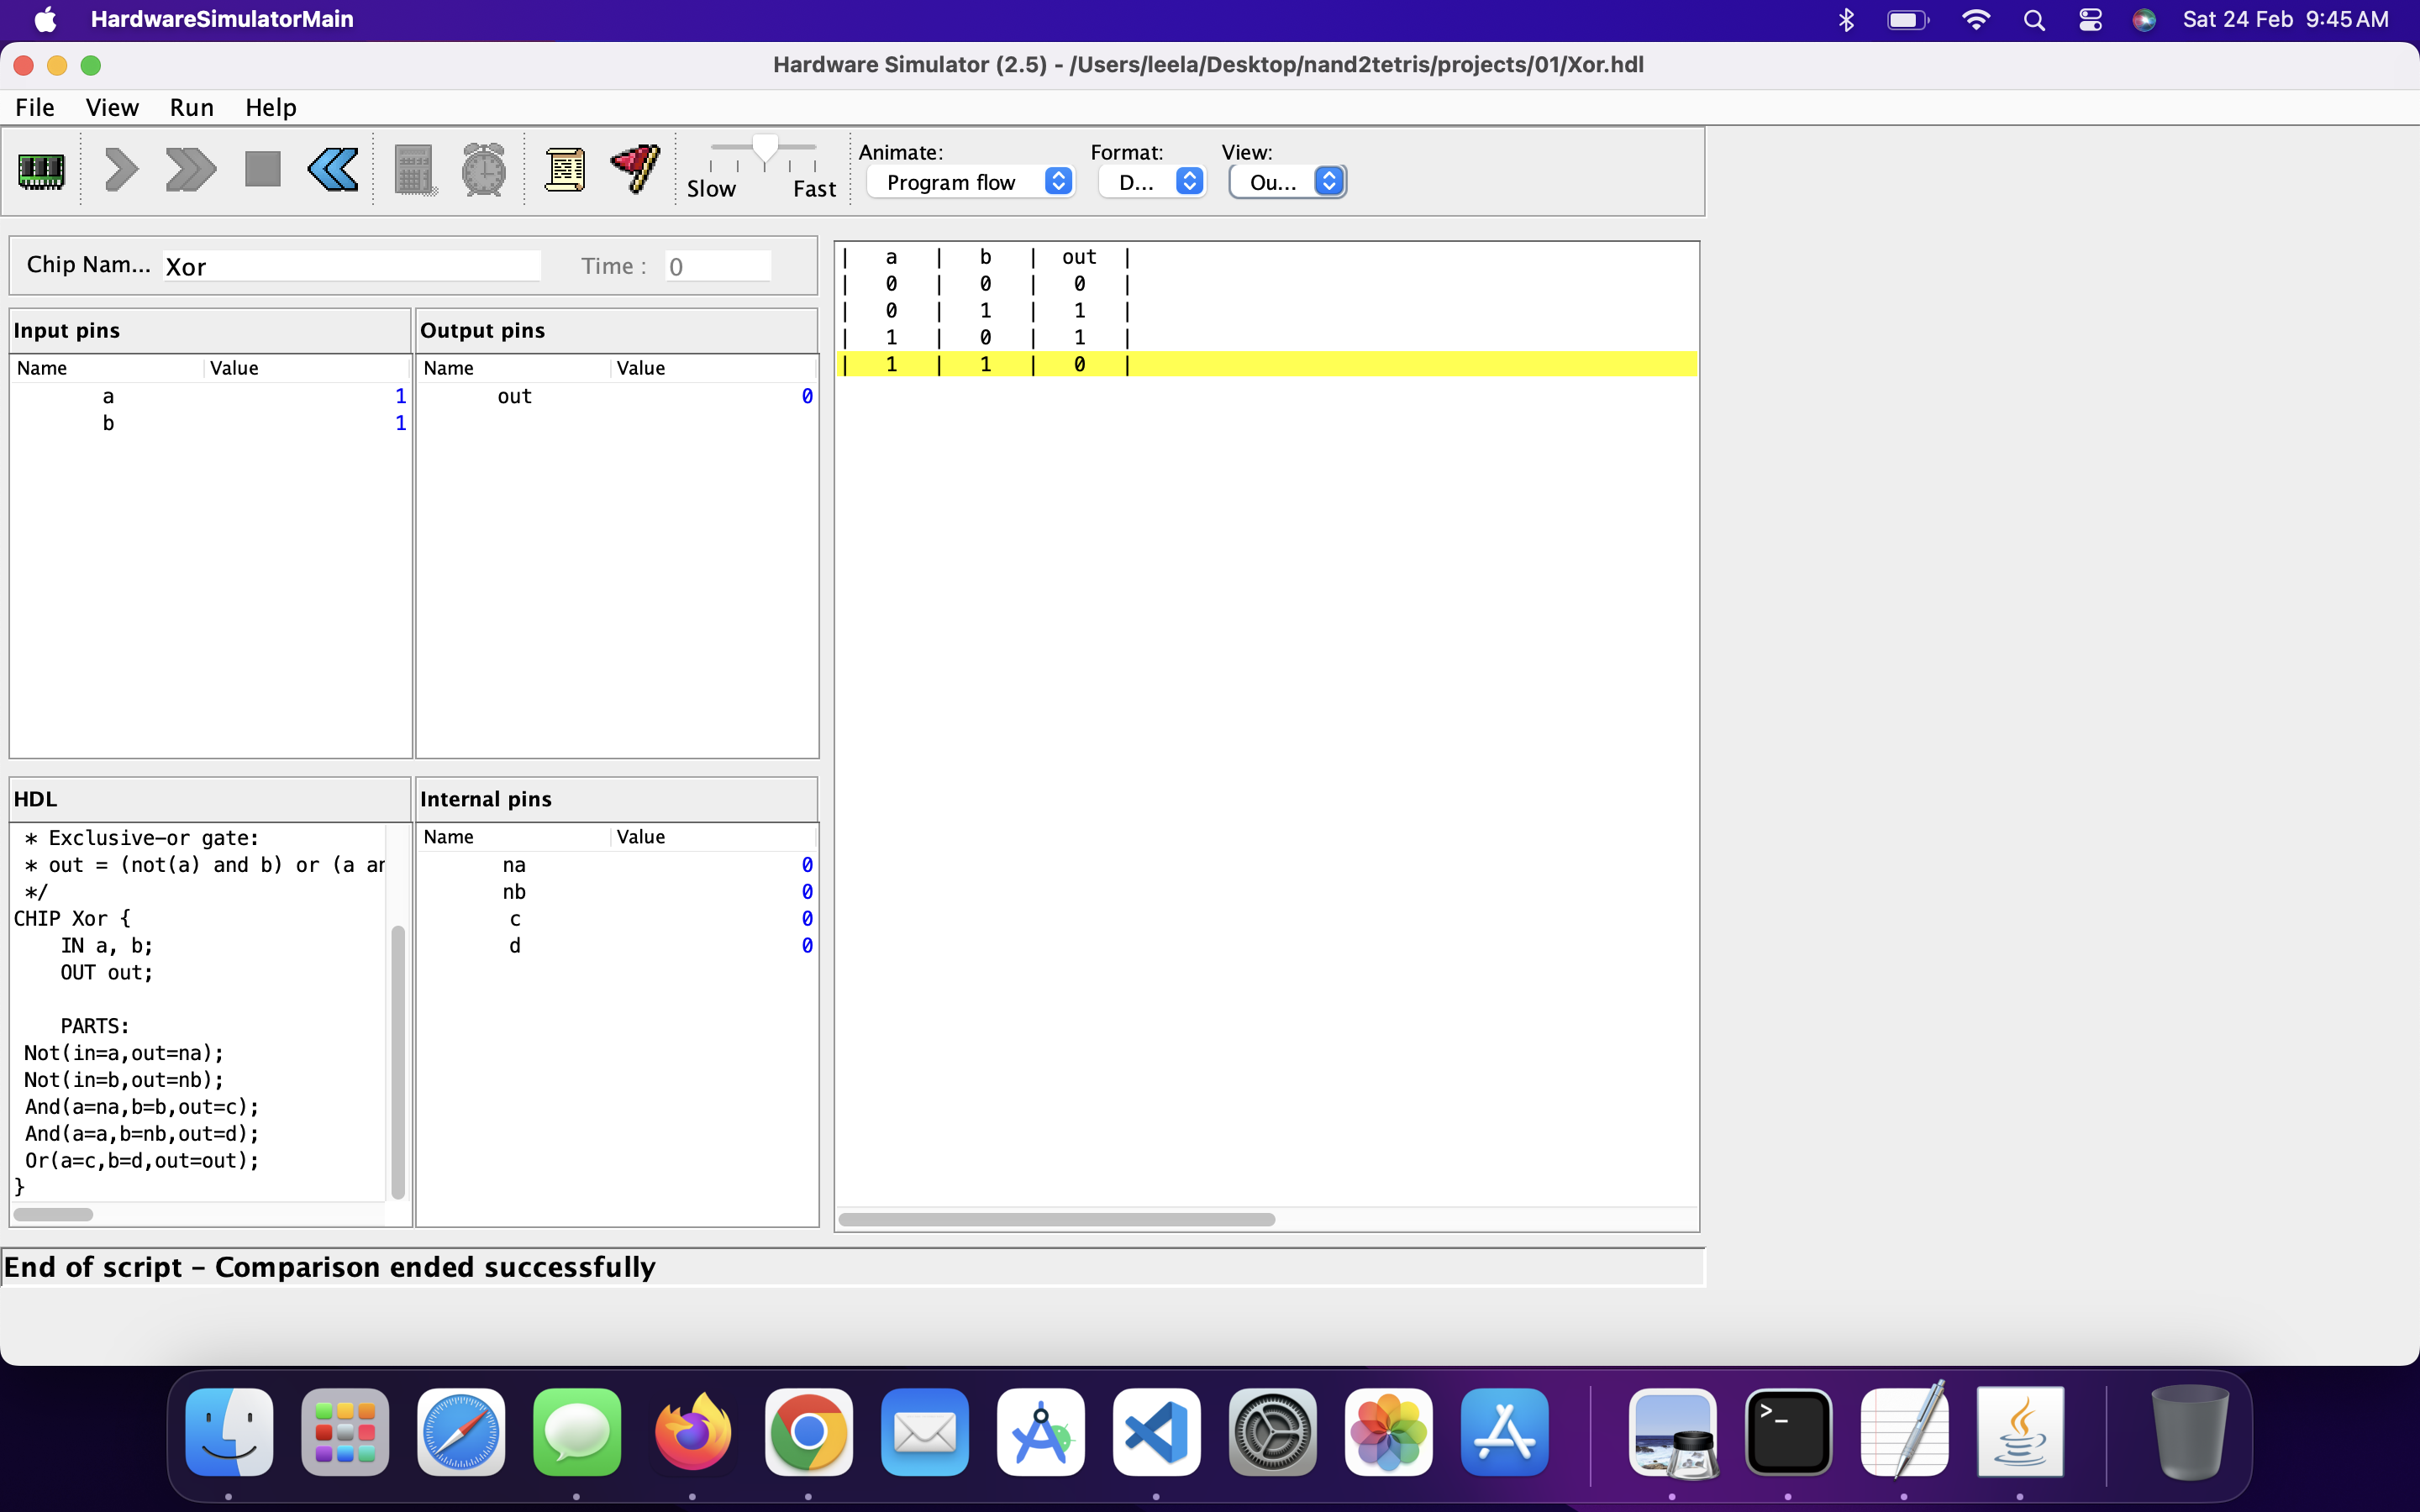 HardwareSimulatorMain
Sat 24 Feb 9:45 AM
Hardware Simulator (2.5) - /Users/leela/Desktop/nand2tetris/projects/01/Xor.hdl
File View Run Help
Slow Fast
Animate: Format: View:
Program flow D... Ou...
Chip Nam... Xor Time : 0
Input pins
Name Value
a 1
b 1
Output pins
Name Value
out 0
| a | b | out |
| 0 | 0 | 0 |
| 0 | 1 | 1 |
| 1 | 0 | 1 |
| 1 | 1 | 0 |
HDL
* Exclusive-or gate:
* out = (not(a) and b) or (a an
*/
CHIP Xor {
IN a, b;
OUT out;
PARTS:
Not(in=a,out=na);
Not(in=b,out=nb);
And(a=na,b=b,out=c);
And(a=a,b=nb,out=d);
Or(a=c,b=d,out=out);
}
Internal pins
Name Value
na 0
nb 0
c 0
d 0
End of script – Comparison ended successfully
>_